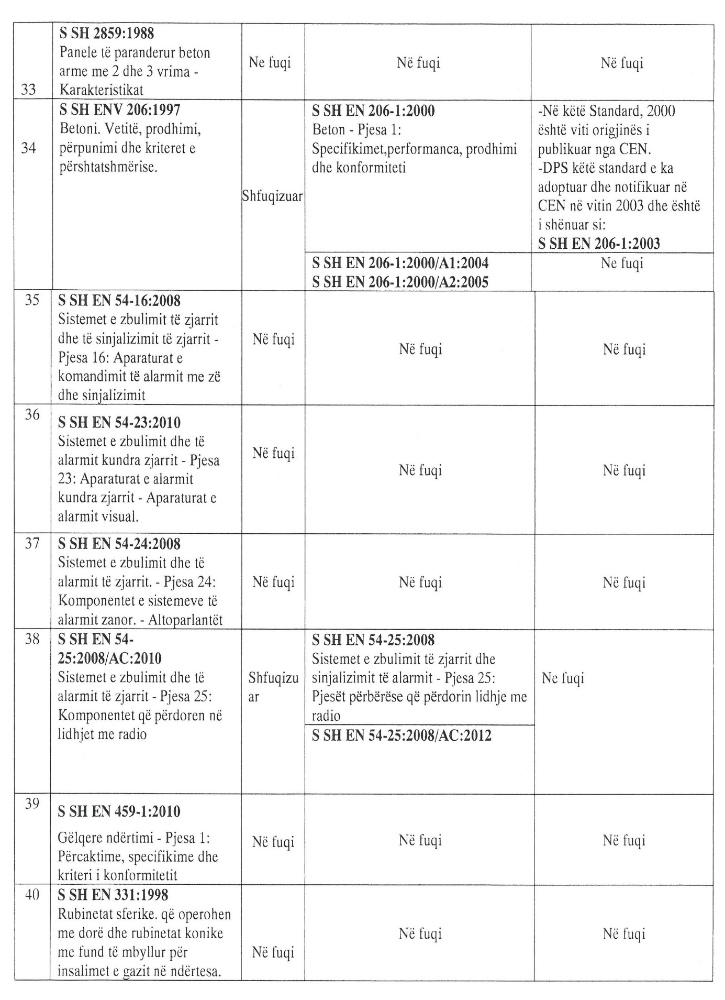 S SH 2859:1988
Panele të paranderur beton
arme me 2 dhe 3 vrima -
33 Karakteristikat
Ne fuqi
Në fuqi
Në fuqi
S SH ENV 206:1997
Betoni. Vetitë, prodhimi,
34 përpunimi dhe kriteret e
përshtatshmërise.
Shfuqizuar
S SH EN 206-1:2000
Beton - Pjesa 1:
Specifikimet,performanca, prodhimi
dhe konformiteti
-Në këtë Standard, 2000
është viti origjinës i
publikuar nga CEN.
-DPS këtë standard e ka
adoptuar dhe notifikuar në
CEN në vitin 2003 dhe është
i shënuar si:
S SH EN 206-1:2003
S SH EN 206-1:2000/A1:2004
S SH EN 206-1:2000/A2:2005
Ne fuqi
35 S SH EN 54-16:2008
Sistemet e zbulimit të zjarrit
dhe të sinjalizimit të zjarrit -
Pjesa 16: Aparaturat e
komandimit të alarmit me zë
dhe sinjalizimit
Në fuqi
Në fuqi
Në fuqi
36
S SH EN 54-23:2010
Sistemet e zbulimit dhe të
alarmit kundra zjarrit - Pjesa
23: Aparaturat e alarmit
kundra zjarrit - Aparaturat e
alarmit visual.
Në fuqi
Në fuqi
Në fuqi
37 S SH EN 54-24:2008
Sistemet e zbulimit dhe të
alarmit të zjarrit. - Pjesa 24:
Komponentet e sistemeve të
alarmit zanor. - Altoparlantët
Në fuqi
Në fuqi
Në fuqi
38 S SH EN 54-
25:2008/AC:2010
Sistemet e zbulimit dhe të
alarmit të zjarrit - Pjesa 25:
Komponentet që përdoren në
lidhjet me radio
Shfuqizu
ar
S SH EN 54-25:2008
Sistemet e zbulimit të zjarrit dhe
sinjalizimit të alarmit - Pjesa 25:
Pjesët përbërëse që përdorin lidhje me
radio
S SH EN 54-25:2008/AC:2012
Ne fuqi
39
S SH EN 459-1:2010
Gëlqere ndërtimi - Pjesa 1:
Përcaktime, specifikime dhe
kriteri i konformitetit
Në fuqi
Në fuqi
Në fuqi
40 S SH EN 331:1998
Rubinetat sferike. që operohen
me dorë dhe rubinetat konike
me fund të mbyllur për
insalimet e gazit në ndërtesa.
Në fuqi
Në fuqi
Në fuqi